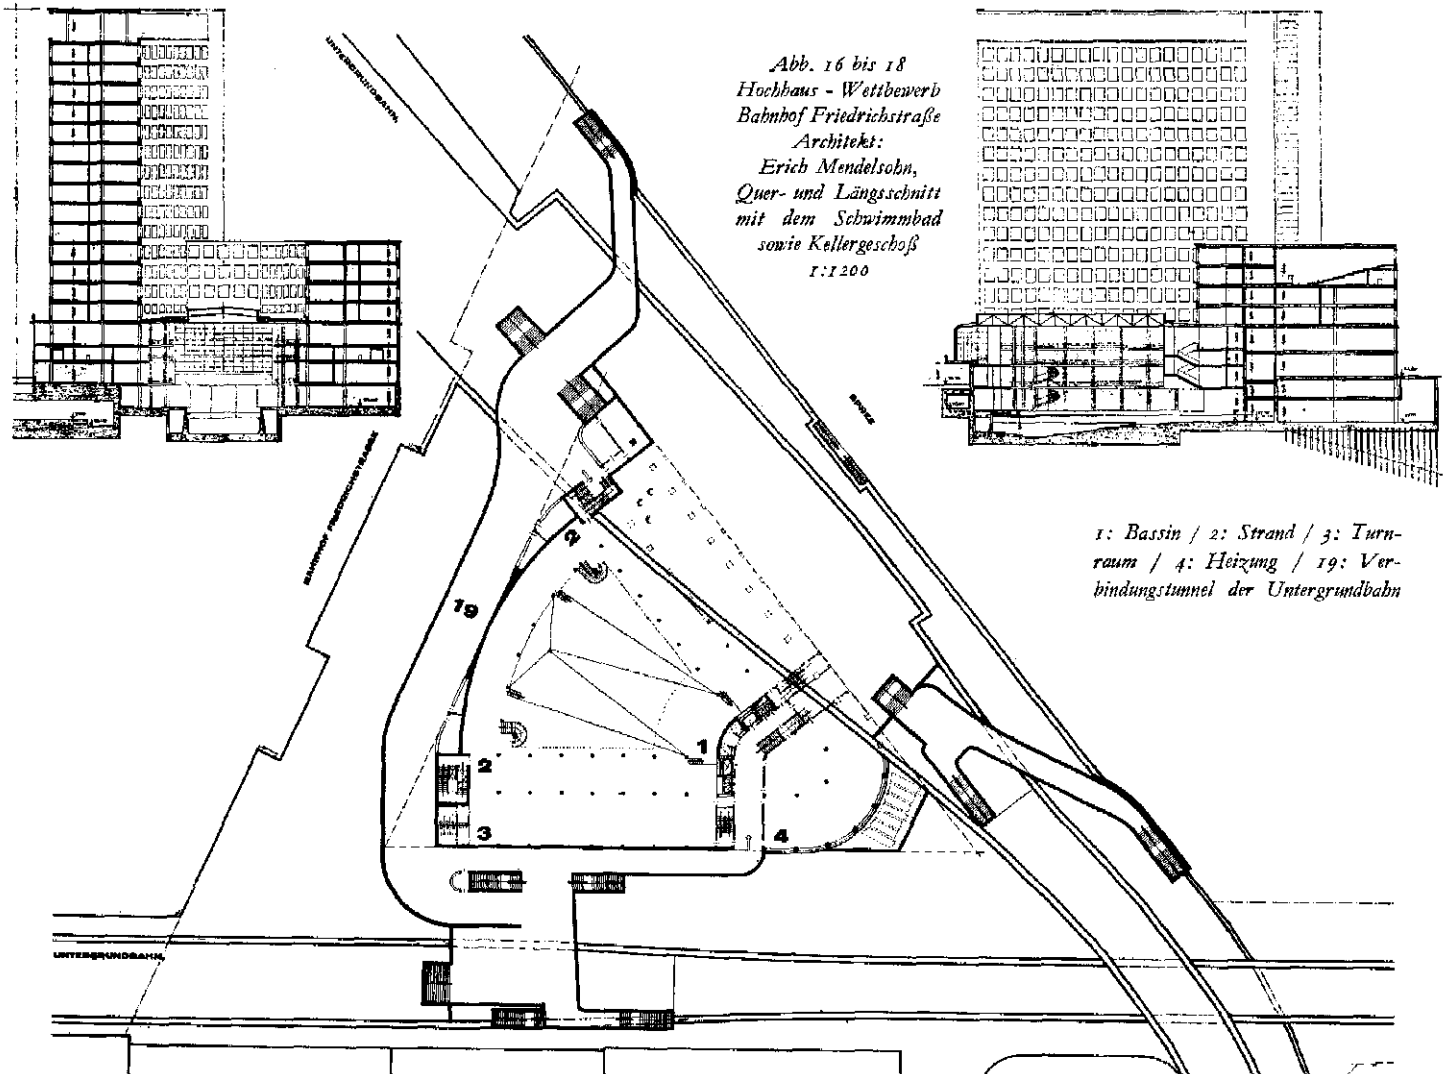 UNTERGRUNDBAHN
Abb. 16 bis 18
Hochhaus - Wettbewerb
Bahnhof Friedrichstraße
Architekt:
Erich Mendelsohn,
Quer- und Längsschnitt
mit dem Schwimmbad
sowie Kellergeschoß
1:1200
SPREE
BAHNHOF FRIEDRICHSTRASSE
1: Bassin / 2: Strand / 3: Turn-
raum / 4: Heizung / 19: Ver-
bindungstunnel der Untergrundbahn
2
19
1
2
3
4
UNTERGRUNDBAHN